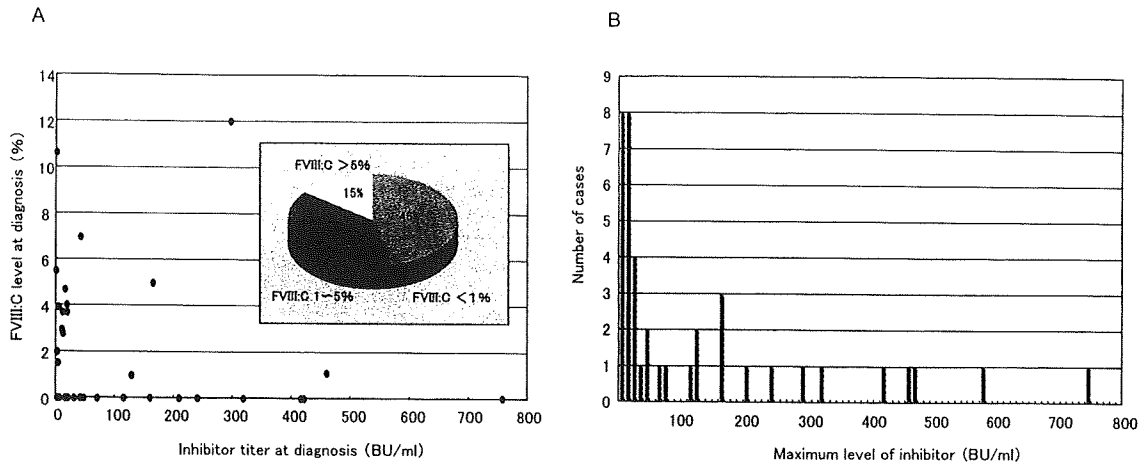 A
FVIII:C level at diagnosis (%)
14
12
10
8
6
4
2
0
FVIII:C >5%
15%
FVIII:C 1~5%
FVIII:C <1%
0 100 200 300 400 500 600 700 800
Inhibitor titer at diagnosis (BU/ml)
B
Number of cases
9
8
7
6
5
4
3
2
1
0
100 200 300 400 500 600 700 800
Maximum level of inhibitor (BU/ml)